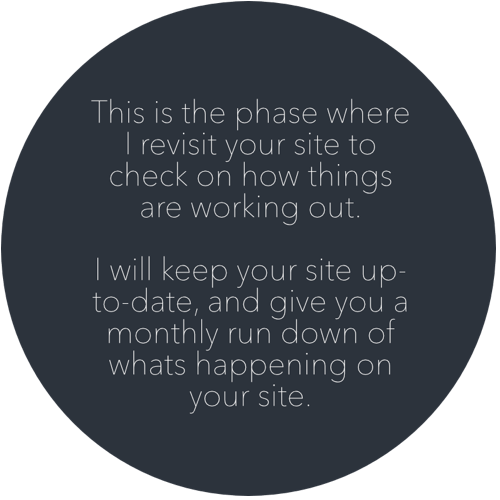 This is the phase where
I revisit your site to
check on how things
are working out.
I will keep your site up-
to-date, and give you a
monthly run down of
whats happening on
your site.